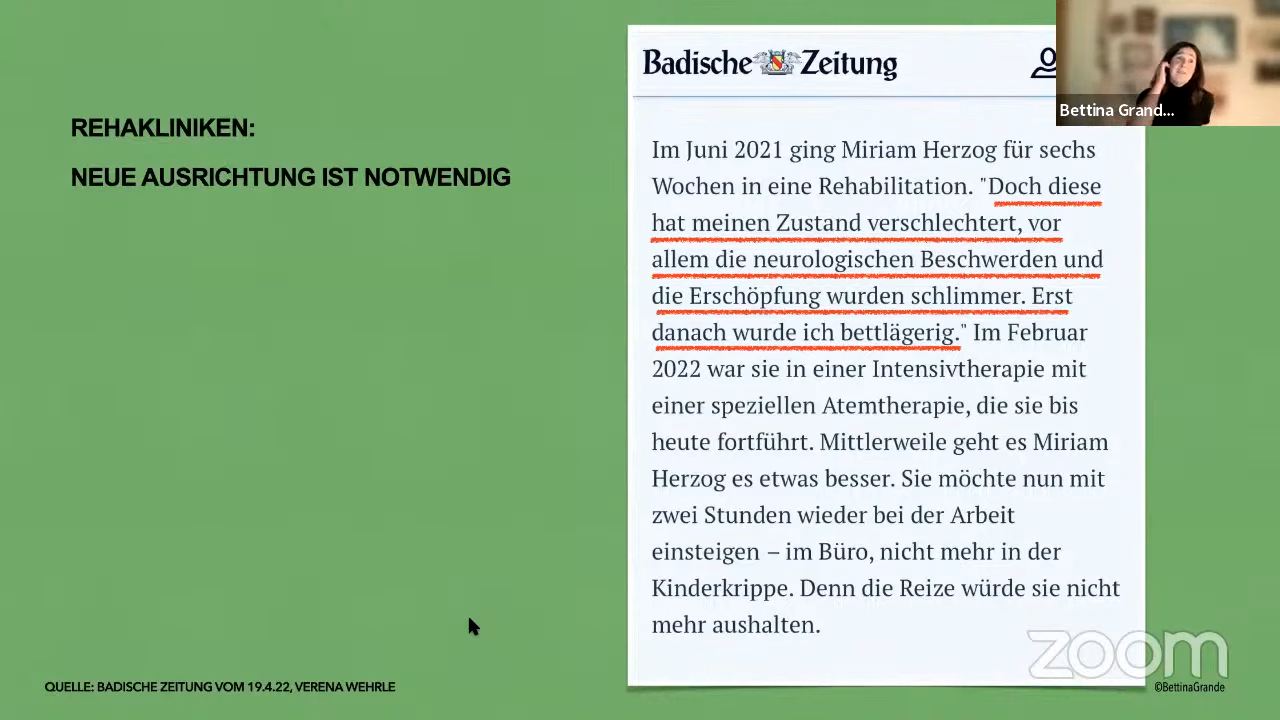 REHAKLINIKEN:
NEUE AUSRICHTUNG IST NOTWENDIG
Badische Zeitung
Bettina Grand...
Im Juni 2021 ging Miriam Herzog für sechs
Wochen in eine Rehabilitation. "Doch diese
hat meinen Zustand verschlechtert, vor
allem die neurologischen Beschwerden und
die Erschöpfung wurden schlimmer. Erst
danach wurde ich bettlägerig." Im Februar
2022 war sie in einer Intensivtherapie mit
einer speziellen Atemtherapie, die sie bis
heute fortführt. Mittlerweile geht es Miriam
Herzog es etwas besser. Sie möchte nun mit
zwei Stunden wieder bei der Arbeit
einsteigen – im Büro, nicht mehr in der
Kinderkrippe. Denn die Reize würde sie nicht
mehr aushalten.
zoom
QUELLE: BADISCHE ZEITUNG VOM 19.4.22, VERENA WEHRLE
©BettinaGrande